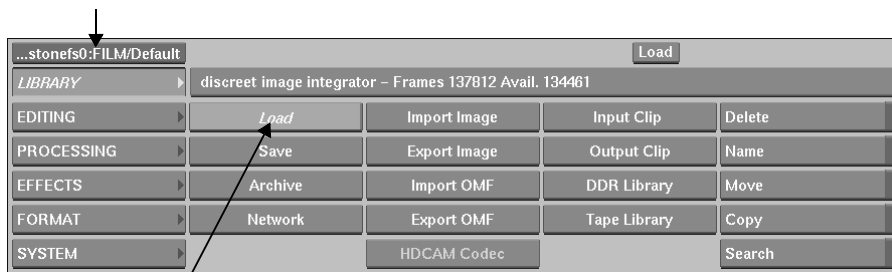 ...stonefs0:FILM/Default Load
LIBRARY discreet image integrator – Frames 137812 Avail. 134461
EDITING Load Import Image Input Clip Delete
PROCESSING Save Export Image Output Clip Name
EFFECTS Archive Import OMF DDR Library Move
FORMAT Network Export OMF Tape Library Copy
SYSTEM HDCAM Codec Search